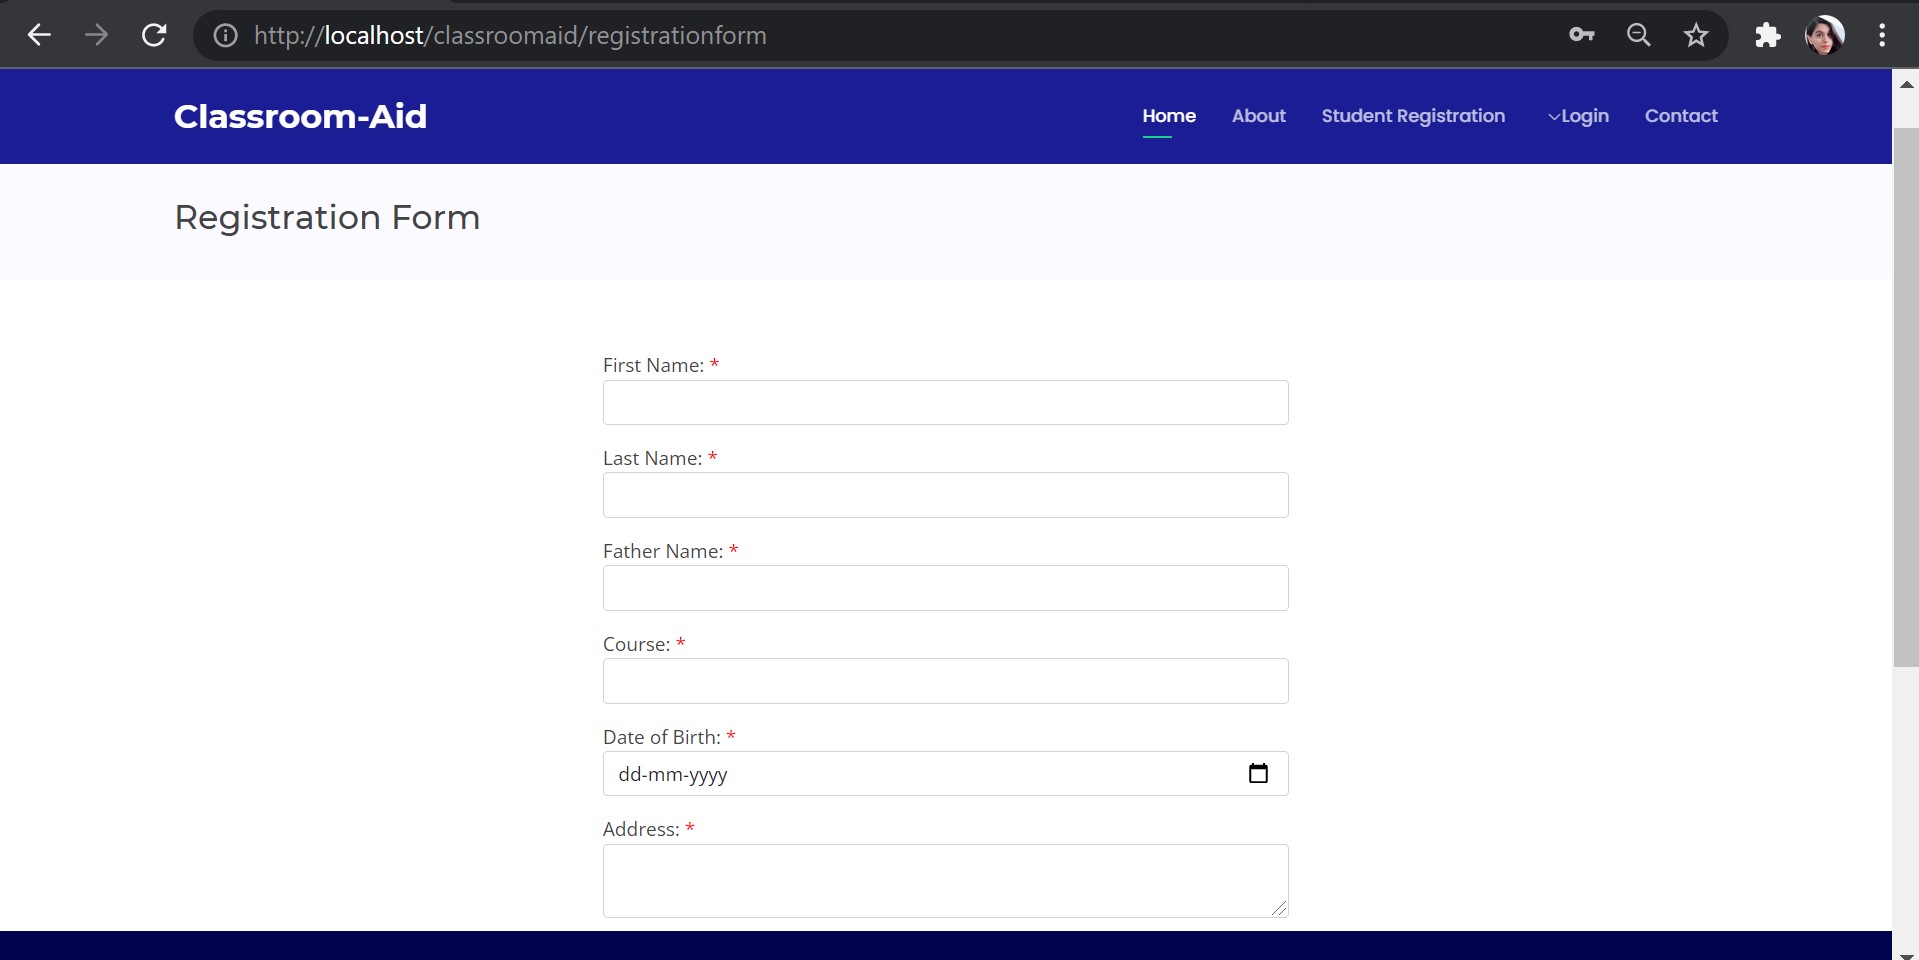 http://localhost/classroomaid/registrationform
Classroom-Aid
Home About Student Registration Login Contact
Registration Form
First Name: *
Last Name: *
Father Name: *
Course: *
Date of Birth: *
dd-mm-yyyy
Address: *